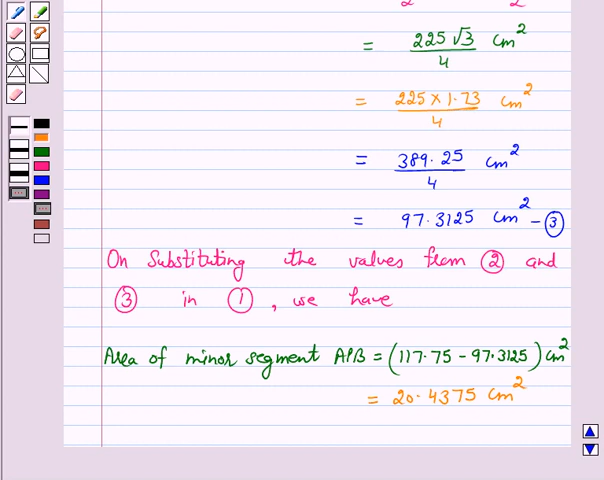 2 2
= 225 √3 / 4 cm²
= 225 × 1.73 / 4 cm²
= 389.25 / 4 cm²
= 97.3125 cm² - ③
On Substituting the values from ② and
③ in ①, we have
Area of minor segment APB = (117.75 - 97.3125) cm²
= 20.4375 cm²